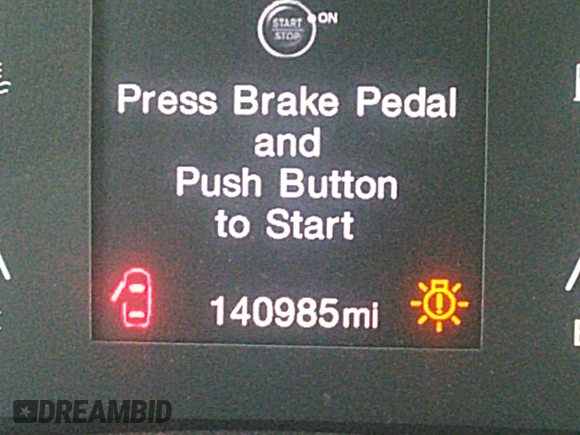 START
STOP
ON
Press Brake Pedal
and
Push Button
to Start
140985mi
DREAMBID